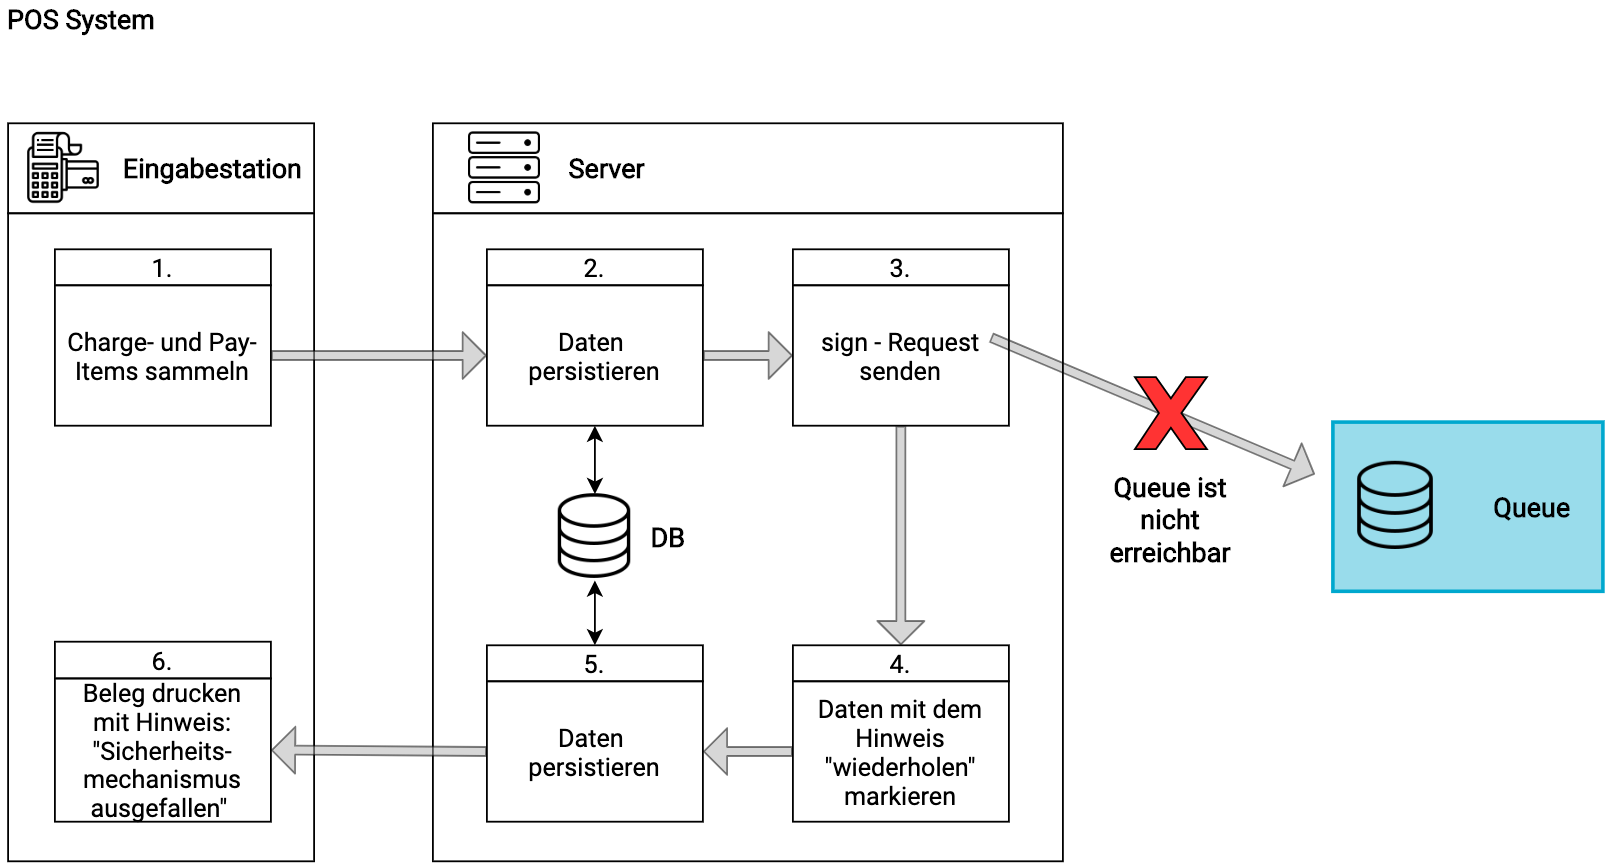 POS System
Eingabestation
Server
1.
Charge- und Pay-
Items sammeln
2.
Daten
persistieren
3.
sign - Request
senden
Queue ist
nicht
erreichbar
Queue
DB
4.
Daten mit dem
Hinweis
"wiederholen"
markieren
5.
Daten
persistieren
6.
Beleg drucken
mit Hinweis:
"Sicherheits-
mechanismus
ausgefallen"